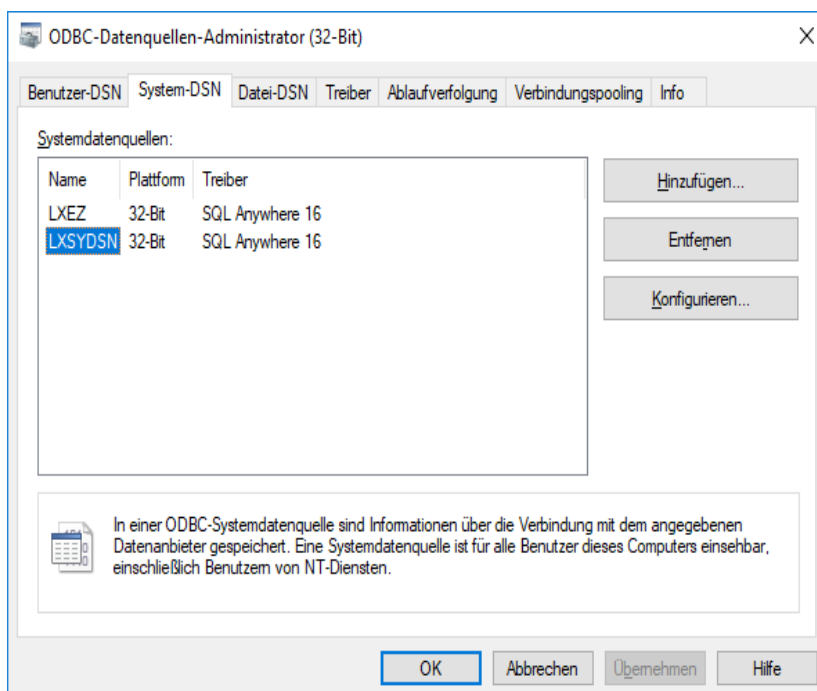 ODBC-Datenquellen-Administrator (32-Bit)
Benutzer-DSN System-DSN Datei-DSN Treiber Ablaufverfolgung Verbindungspooling Info
Systemdatenquellen:
Name Plattform Treiber
LXEZ 32-Bit SQL Anywhere 16
LXSYDSN 32-Bit SQL Anywhere 16
Hinzufügen...
Entfernen
Konfigurieren...
In einer ODBC-Systemdatenquelle sind Informationen über die Verbindung mit dem angegebenen
Datenanbieter gespeichert. Eine Systemdatenquelle ist für alle Benutzer dieses Computers einsehbar,
einschließlich Benutzern von NT-Diensten.
OK Abbrechen Übernehmen Hilfe